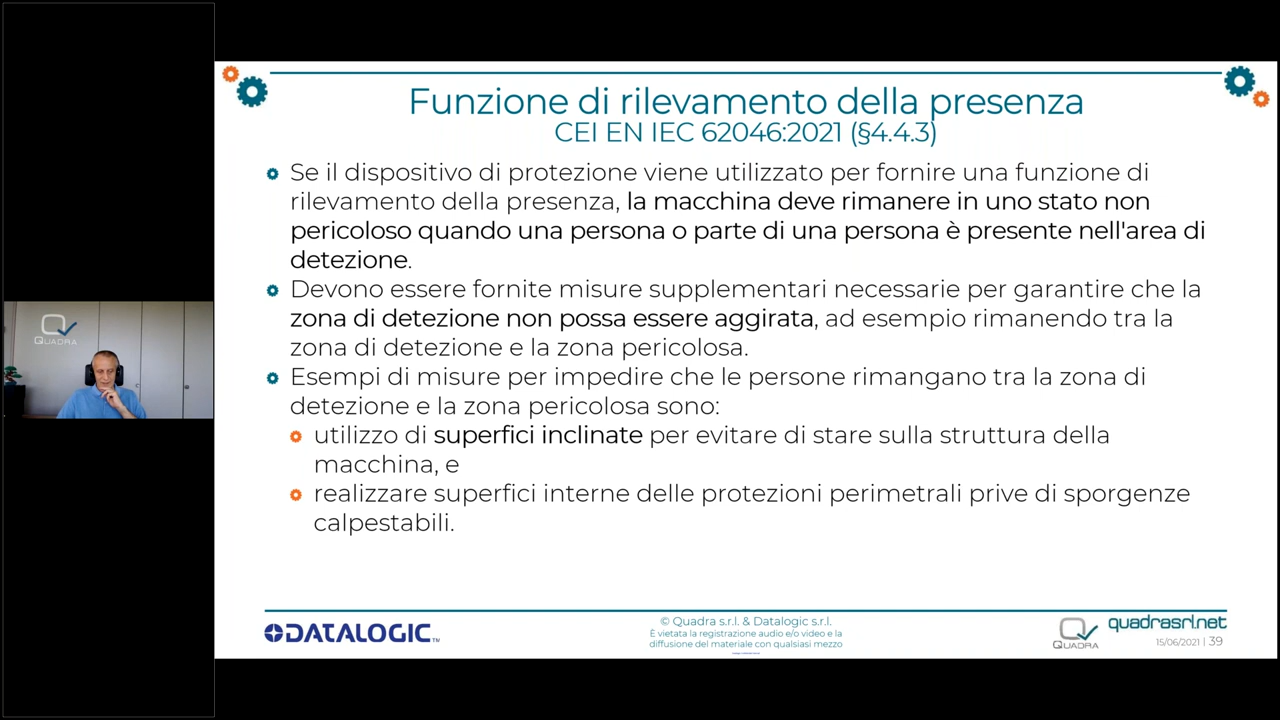 QUADRA
Funzione di rilevamento della presenza
CEI EN IEC 62046:2021 (§4.4.3)
Se il dispositivo di protezione viene utilizzato per fornire una funzione di
rilevamento della presenza, la macchina deve rimanere in uno stato non
pericoloso quando una persona o parte di una persona è presente nell'area di
detezione.
Devono essere fornite misure supplementari necessarie per garantire che la
zona di detezione non possa essere aggirata, ad esempio rimanendo tra la
zona di detezione e la zona pericolosa.
Esempi di misure per impedire che le persone rimangano tra la zona di
detezione e la zona pericolosa sono:
utilizzo di superfici inclinate per evitare di stare sulla struttura della
macchina, e
realizzare superfici interne delle protezioni perimetrali prive di sporgenze
calpestabili.
DATALOGIC™
© Quadra s.r.l. & Datalogic s.r.l.
È vietata la registrazione audio e/o video e la
diffusione del materiale con qualsiasi mezzo
QUADRA
quadrasrl.net
15/06/2021 | 39